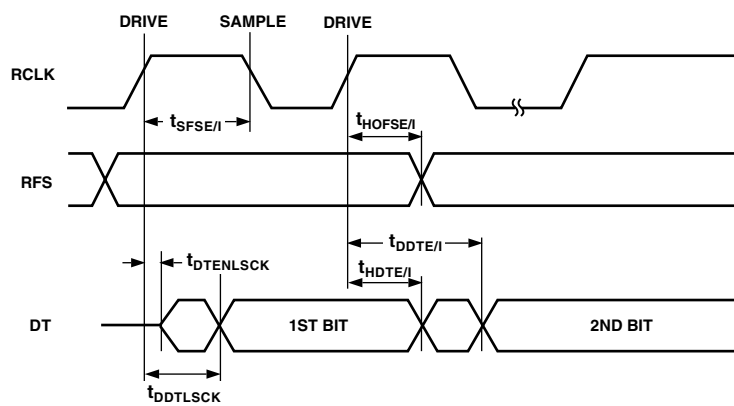 DRIVE SAMPLE DRIVE
RCLK
tSFSE/I
tHOFSE/I
RFS
tDDTE/I
tDTENLSCK
tHDTE/I
DT
1ST BIT
2ND BIT
tDDTLSCK